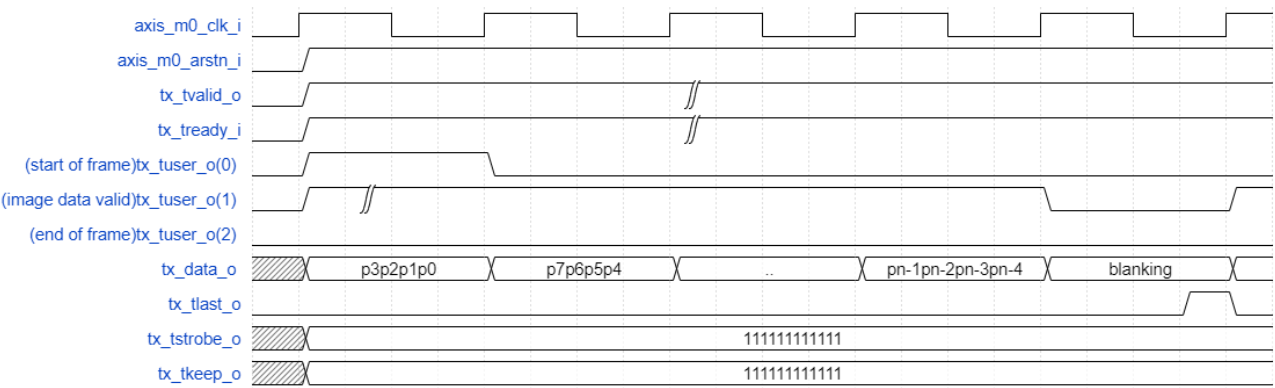 axis_m0_clk_i
axis_m0_arstn_i
tx_tvalid_o
tx_tready_i
(start of frame)tx_tuser_o(0)
(image data valid)tx_tuser_o(1)
(end of frame)tx_tuser_o(2)
tx_data_o p3p2p1p0 p7p6p5p4 .. pn-1pn-2pn-3pn-4 blanking
tx_tlast_o
tx_tstrobe_o 111111111111
tx_tkeep_o 111111111111